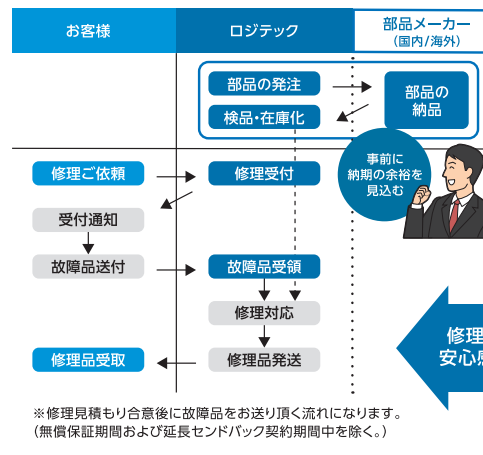 お客様
ロジテック
部品メーカー
(国内/海外)
部品の発注
検品・在庫化
部品の
納品
事前に
納期の余裕を
見込む
修理ご依頼
修理受付
受付通知
故障品送付
故障品受領
修理対応
修理品受取
修理品発送
修理
安心感
※修理見積もり合意後に故障品をお送り頂く流れになります。
(無償保証期間および延長センドバック契約期間中を除く。)